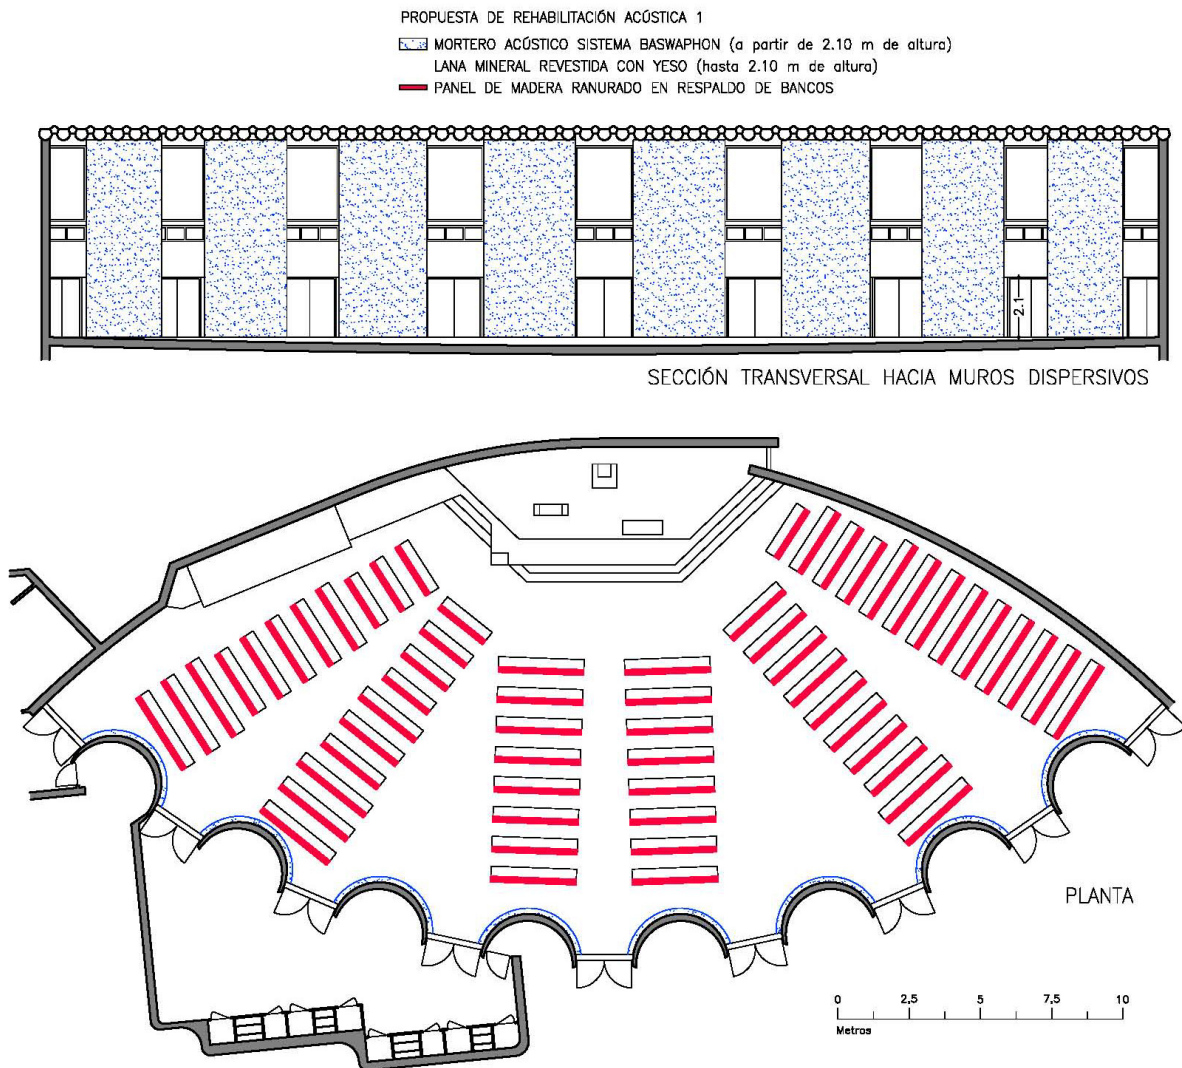 PROPUESTA DE REHABILITACIÓN ACÚSTICA 1
MORTERO ACÚSTICO SISTEMA BASWAPHON (a partir de 2.10 m de altura)
LANA MINERAL REVESTIDA CON YESO (hasta 2.10 m de altura)
PANEL DE MADERA RANURADO EN RESPALDO DE BANCOS
2.1
SECCIÓN TRANSVERSAL HACIA MUROS DISPERSIVOS
PLANTA
0 2,5 5 7,5 10
Metros